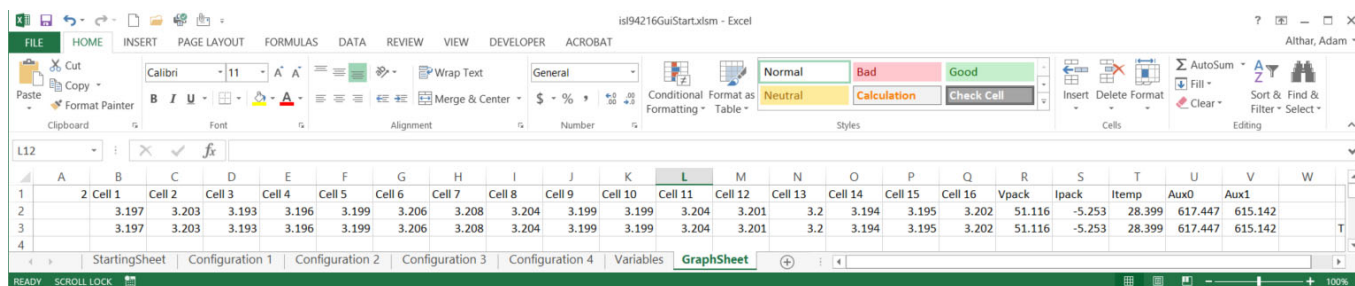 isl94216GuiStart.xlsm - Excel
FILE HOME INSERT PAGE LAYOUT FORMULAS DATA REVIEW VIEW DEVELOPER ACROBAT Althar, Adam
Cut Calibri 11 Wrap Text General Normal Bad Good AutoSum
Copy Fill
Paste Format Painter B I U Merge & Center $ % Conditional Format as Neutral Calculation Check Cell Insert Delete Format Clear Sort & Find &
Formatting Table Filter Select
Clipboard Font Alignment Number Styles Cells Editing
L12 fx
A B C D E F G H I J K L M N O P Q R S T U V W
1 2 Cell 1 Cell 2 Cell 3 Cell 4 Cell 5 Cell 6 Cell 7 Cell 8 Cell 9 Cell 10 Cell 11 Cell 12 Cell 13 Cell 14 Cell 15 Cell 16 Vpack Ipack Itemp Aux0 Aux1
2 3.197 3.203 3.193 3.196 3.199 3.206 3.208 3.204 3.199 3.199 3.204 3.201 3.2 3.194 3.195 3.202 51.116 -5.253 28.399 617.447 615.142
3 3.197 3.203 3.193 3.196 3.199 3.206 3.208 3.204 3.199 3.199 3.204 3.201 3.2 3.194 3.195 3.202 51.116 -5.253 28.399 617.447 615.142 T
4
StartingSheet Configuration 1 Configuration 2 Configuration 3 Configuration 4 Variables GraphSheet
READY SCROLL LOCK 100%